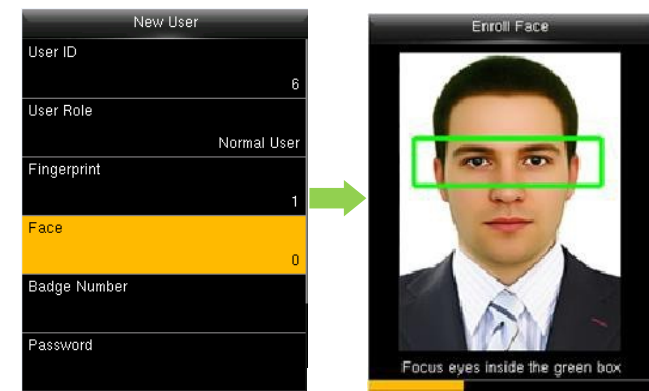 New User
User ID
6
User Role
Normal User
Fingerprint
1
Face
0
Badge Number
Password
Enroll Face
Focus eyes inside the green box